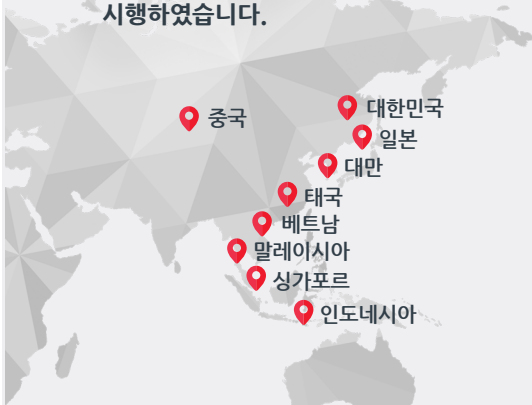 시행하였습니다.
중국
대한민국
일본
대만
태국
베트남
말레이시아
싱가포르
인도네시아